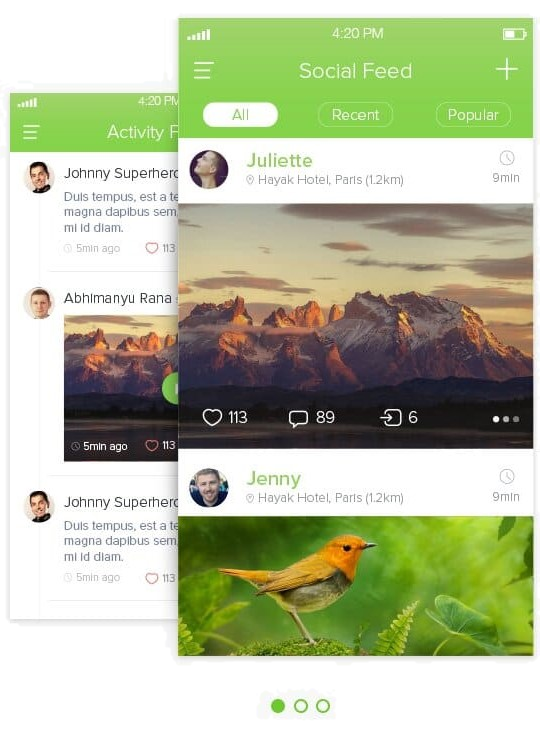 4:20 PM
Social Feed
All Recent Popular
Juliette
Hayak Hotel, Paris (1.2km)
9min
113 89 6
Jenny
Hayak Hotel, Paris (1.2km)
9min
4:20 PM
Activity F
Johnny Superhero
Duis tempus, est a te
magna dapibus sem
mi id diam.
5min ago 113
Abhimanyu Rana
5min ago 113
Johnny Superhero
Duis tempus, est a te
magna dapibus sem
mi id diam.
5min ago 113